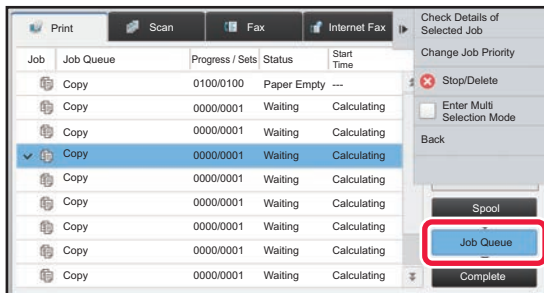 Print Scan Fax Internet Fax
Job Job Queue Progress / Sets Status Start Time
Copy 0100/0100 Paper Empty ---
Copy 0000/0001 Waiting Calculating
Copy 0000/0001 Waiting Calculating
Copy 0000/0001 Waiting Calculating
Copy 0000/0001 Waiting Calculating
Copy 0000/0001 Waiting Calculating
Copy 0000/0001 Waiting Calculating
Copy 0000/0001 Waiting Calculating
Copy 0000/0001 Waiting Calculating
Check Details of
Selected Job
Change Job Priority
Stop/Delete
Enter Multi
Selection Mode
Back
Spool
Job Queue
Complete